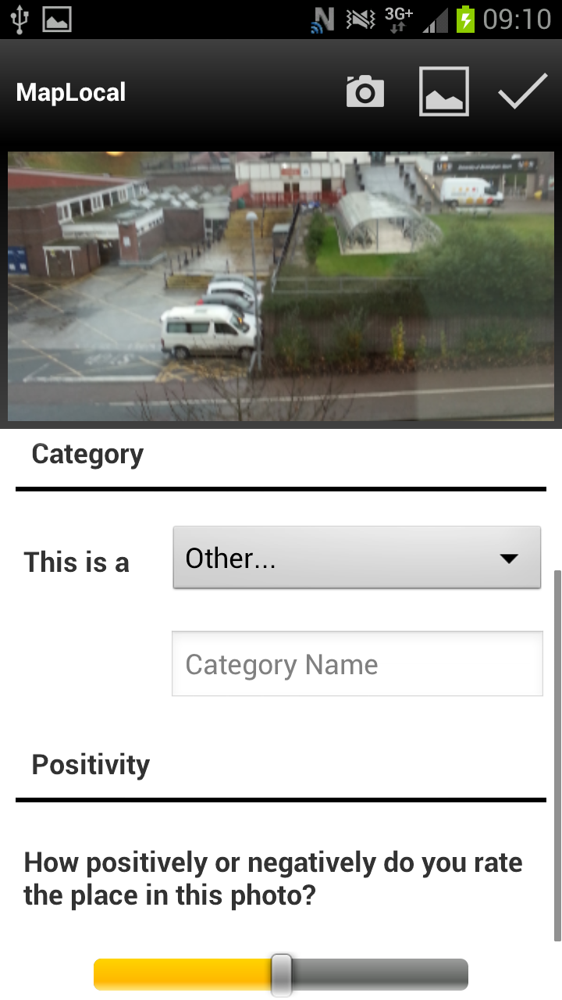 3G+ 09:10
MapLocal
Category
This is a
Other...
Category Name
Positivity
How positively or negatively do you rate
the place in this photo?